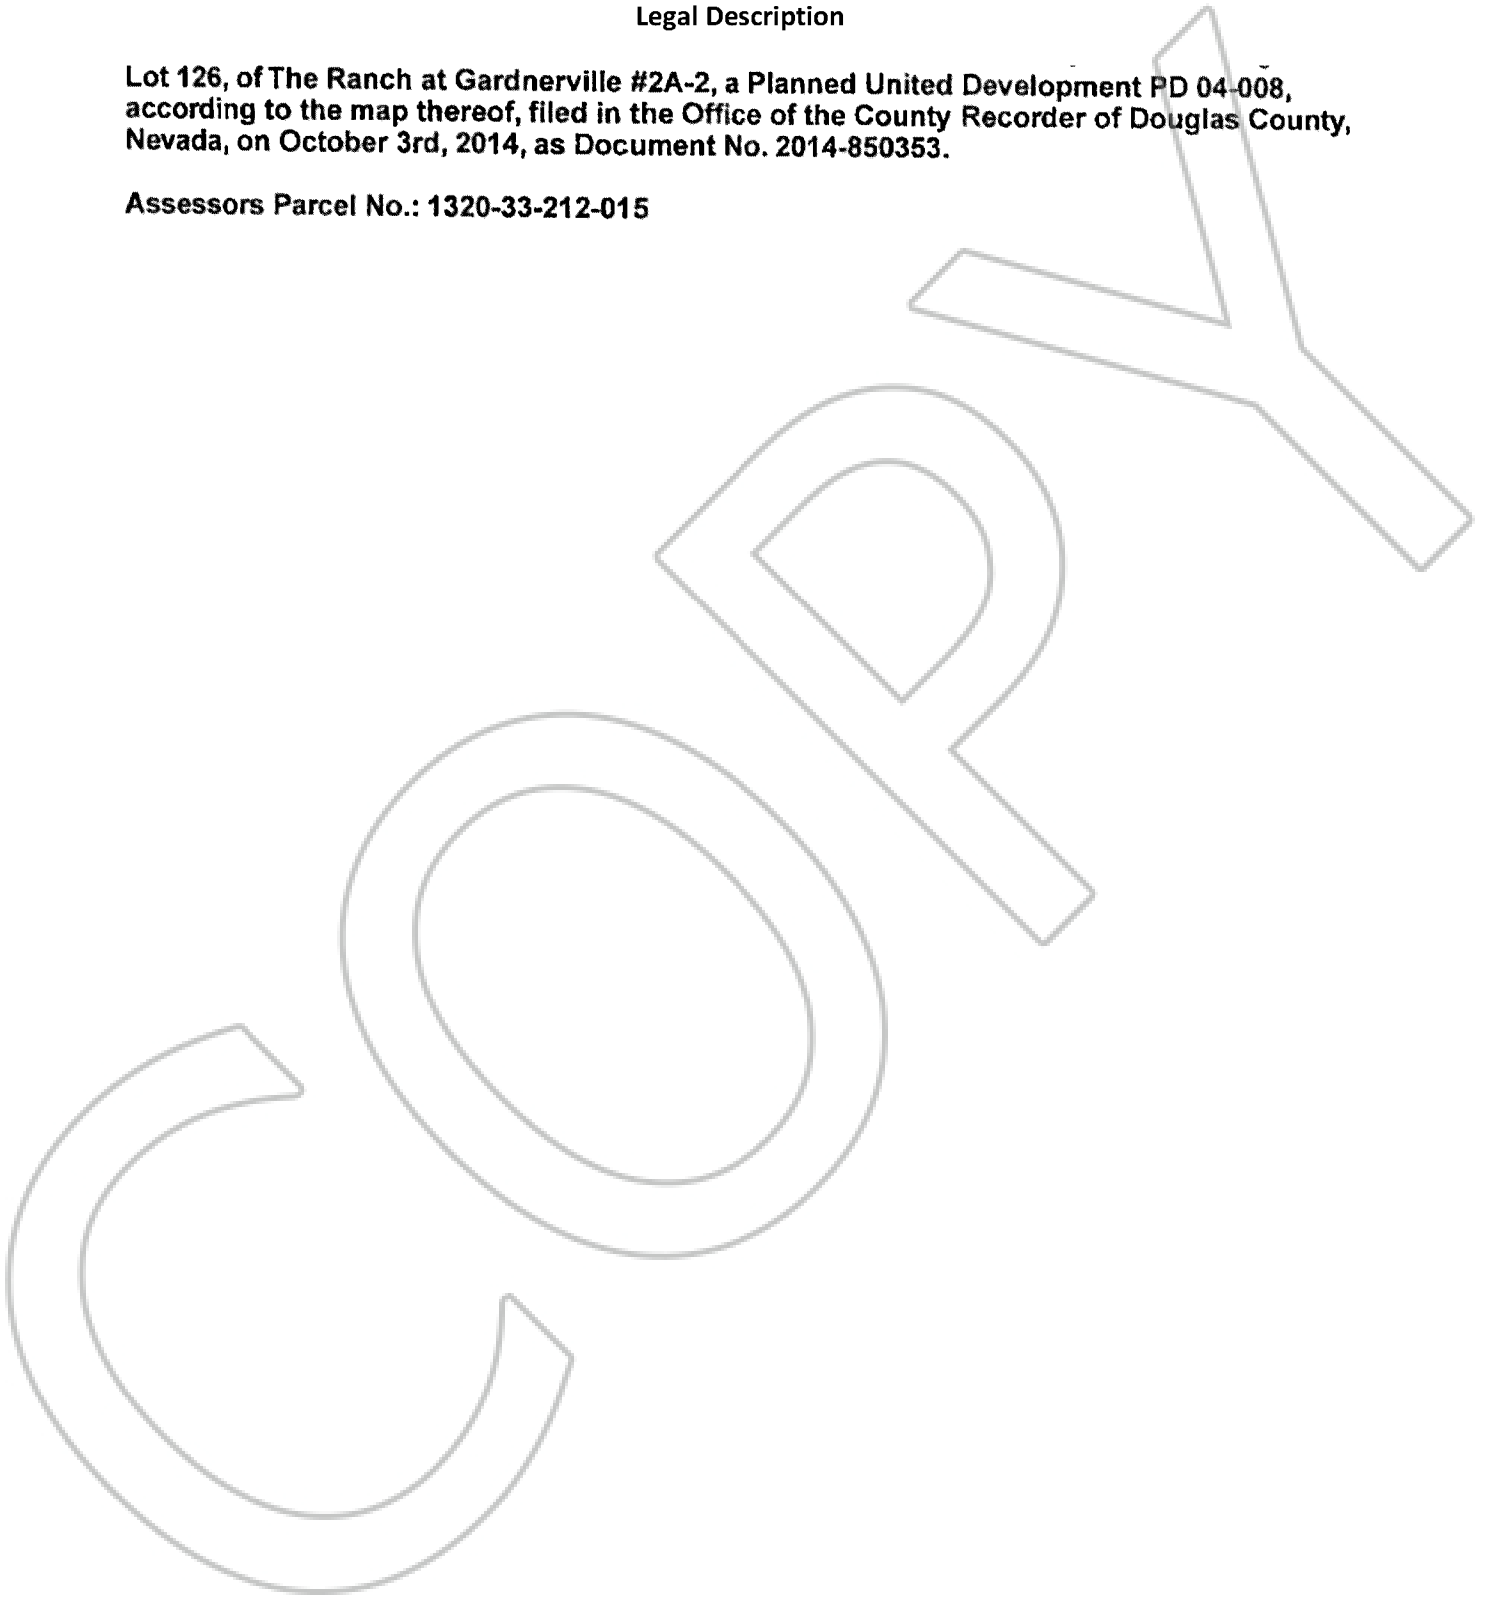 Legal Description
Lot 126, of The Ranch at Gardnerville #2A-2, a Planned United Development PD 04-008,
according to the map thereof, filed in the Office of the County Recorder of Douglas County,
Nevada, on October 3rd, 2014, as Document No. 2014-850353.
Assessors Parcel No.: 1320-33-212-015
COPY